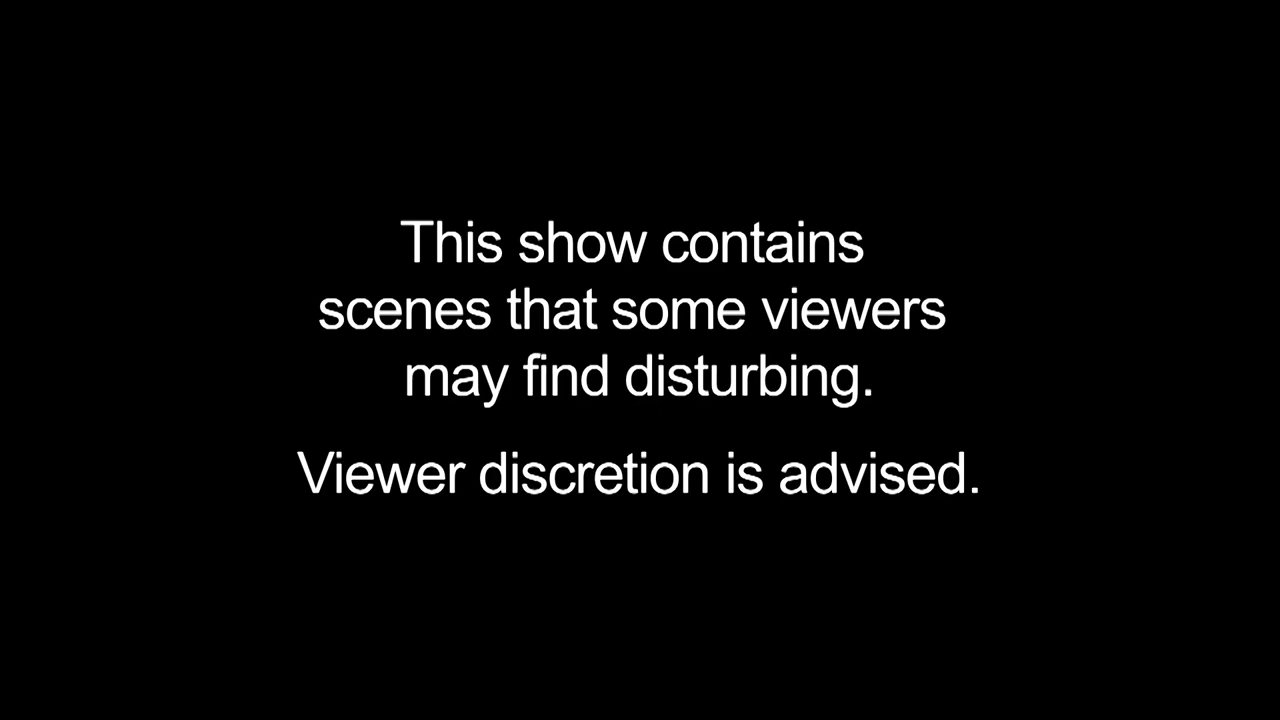 This show contains
scenes that some viewers
may find disturbing.
Viewer discretion is advised.